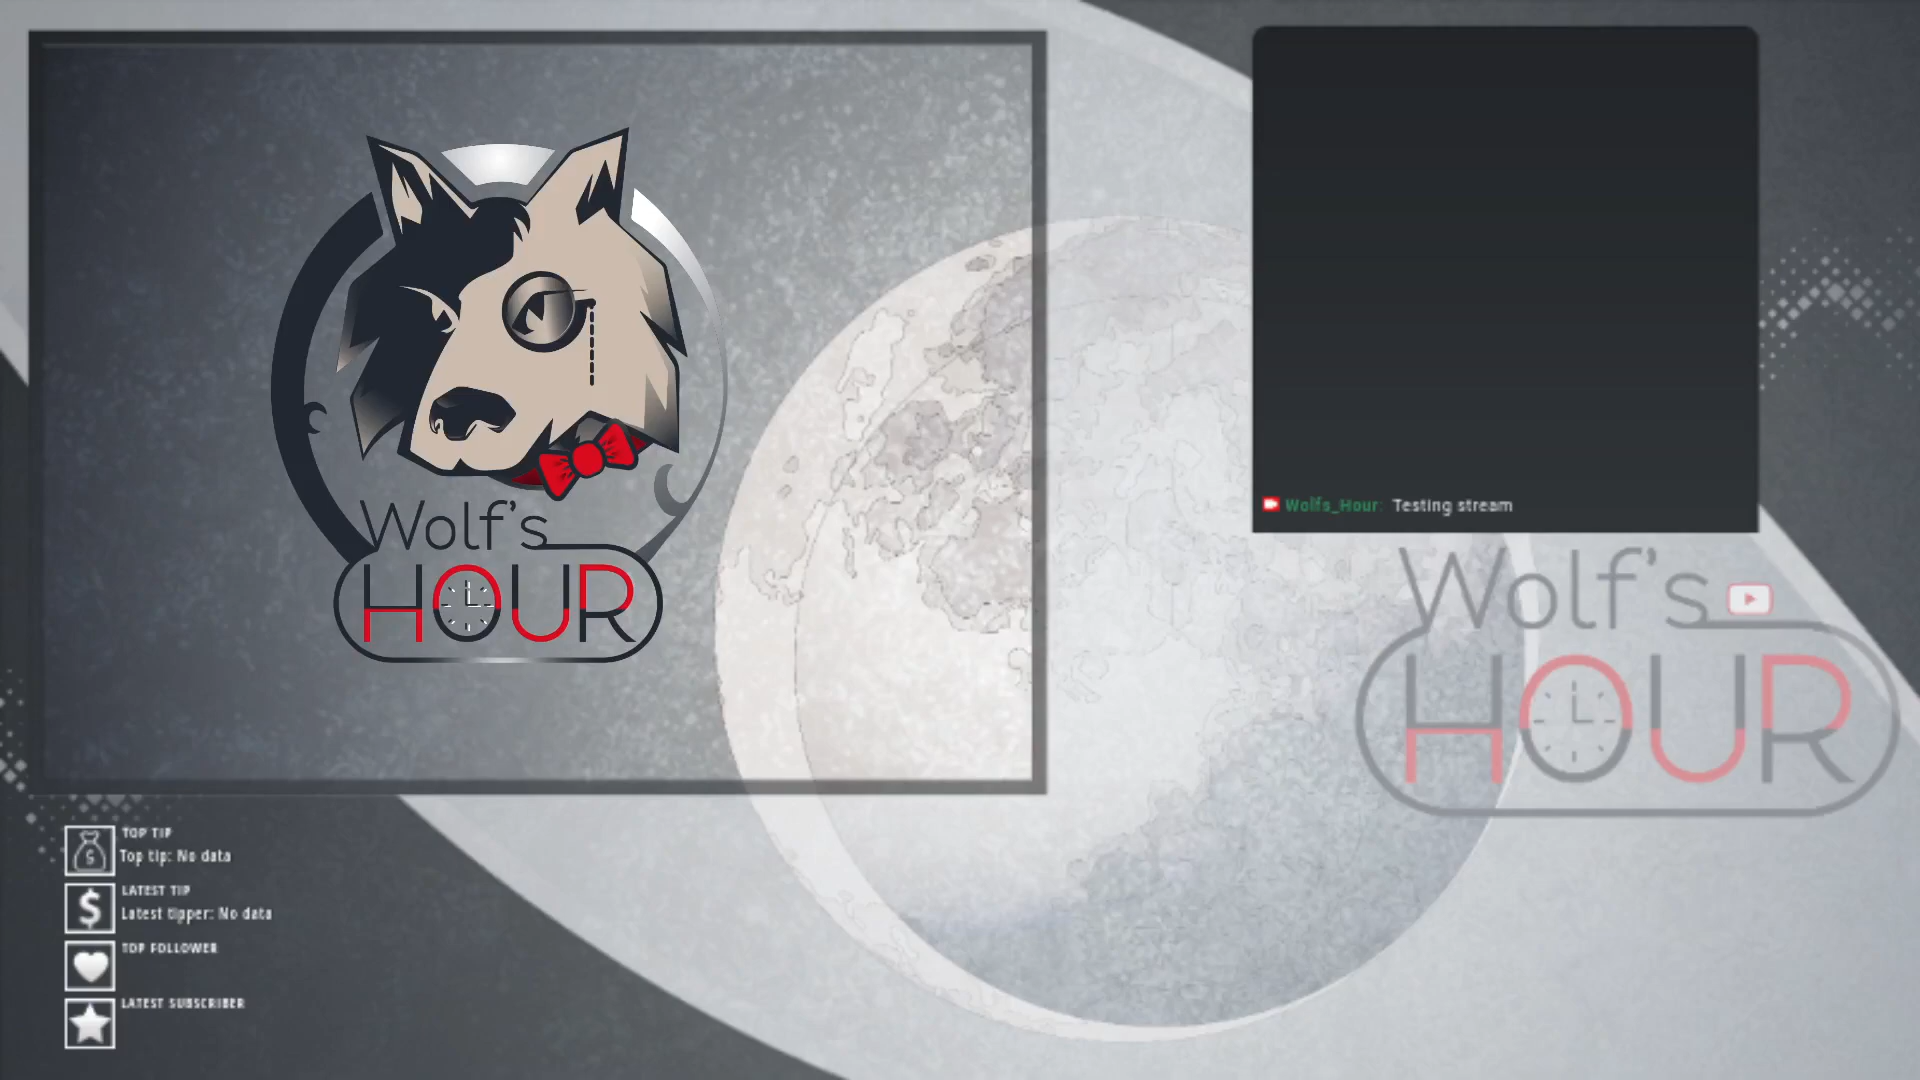 Wolf's
HOUR
Wolfs_Hour: Testing stream
Wolf's
HOUR
TOP TIP
Top tip: No data
LATEST TIP
Latest tipper: No data
TOP FOLLOWER
LATEST SUBSCRIBER